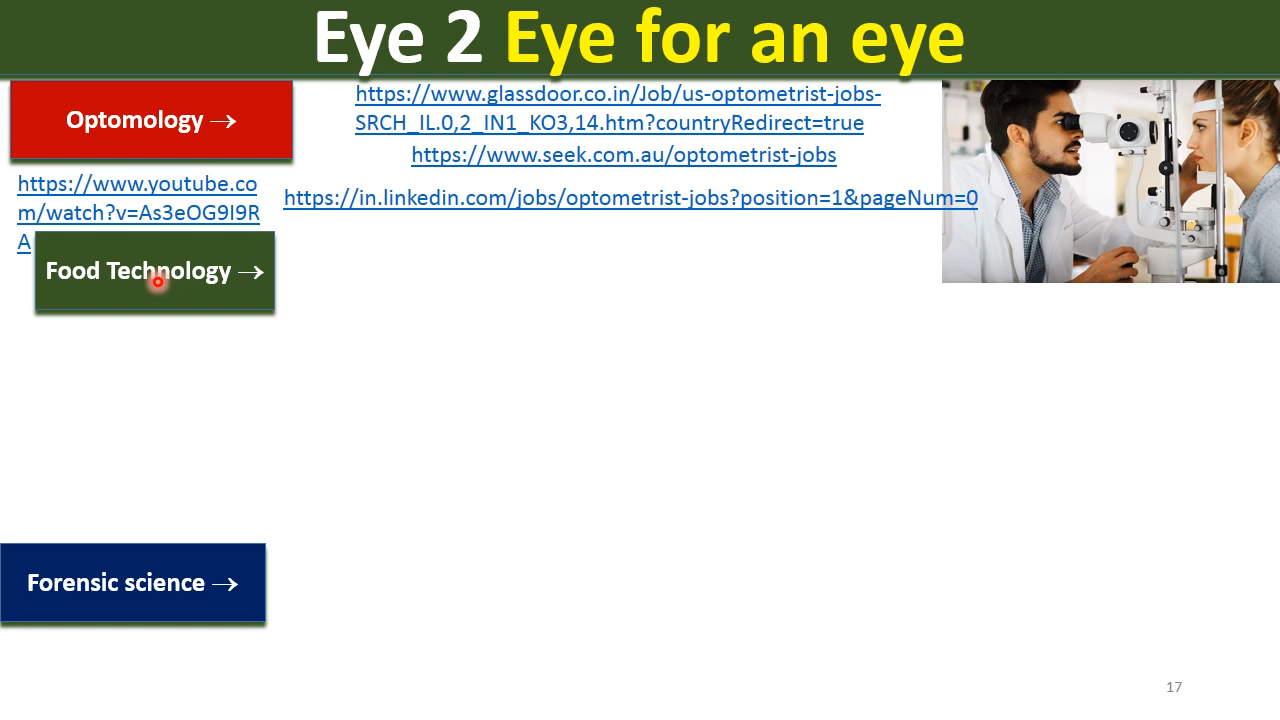 Eye 2 Eye for an eye
Optomology →
https://www.glassdoor.co.in/Job/us-optometrist-jobs-
SRCH_IL.0,2_IN1_KO3,14.htm?countryRedirect=true
https://www.seek.com.au/optometrist-jobs
https://www.youtube.co
m/watch?v=As3eOG9I9R
A
https://in.linkedin.com/jobs/optometrist-jobs?position=1&pageNum=0
Food Technology →
Forensic science →
17